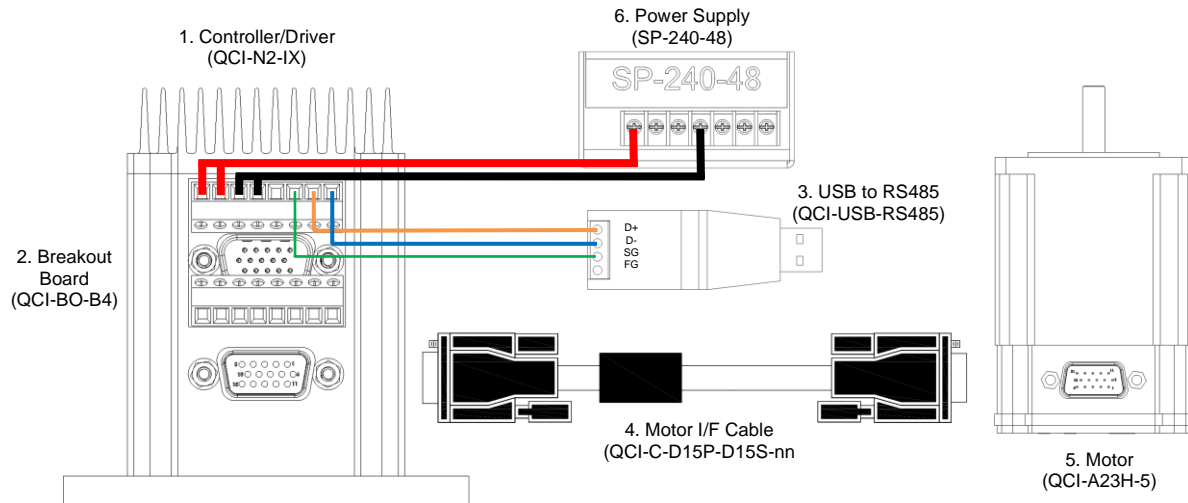 6. Power Supply
(SP-240-48)
1. Controller/Driver
(QCI-N2-IX)
SP-240-48
3. USB to RS485
(QCI-USB-RS485)
D+
D-
SG
FG
2. Breakout
Board
(QCI-BO-B4)
4. Motor I/F Cable
(QCI-C-D15P-D15S-nn
5. Motor
(QCI-A23H-5)